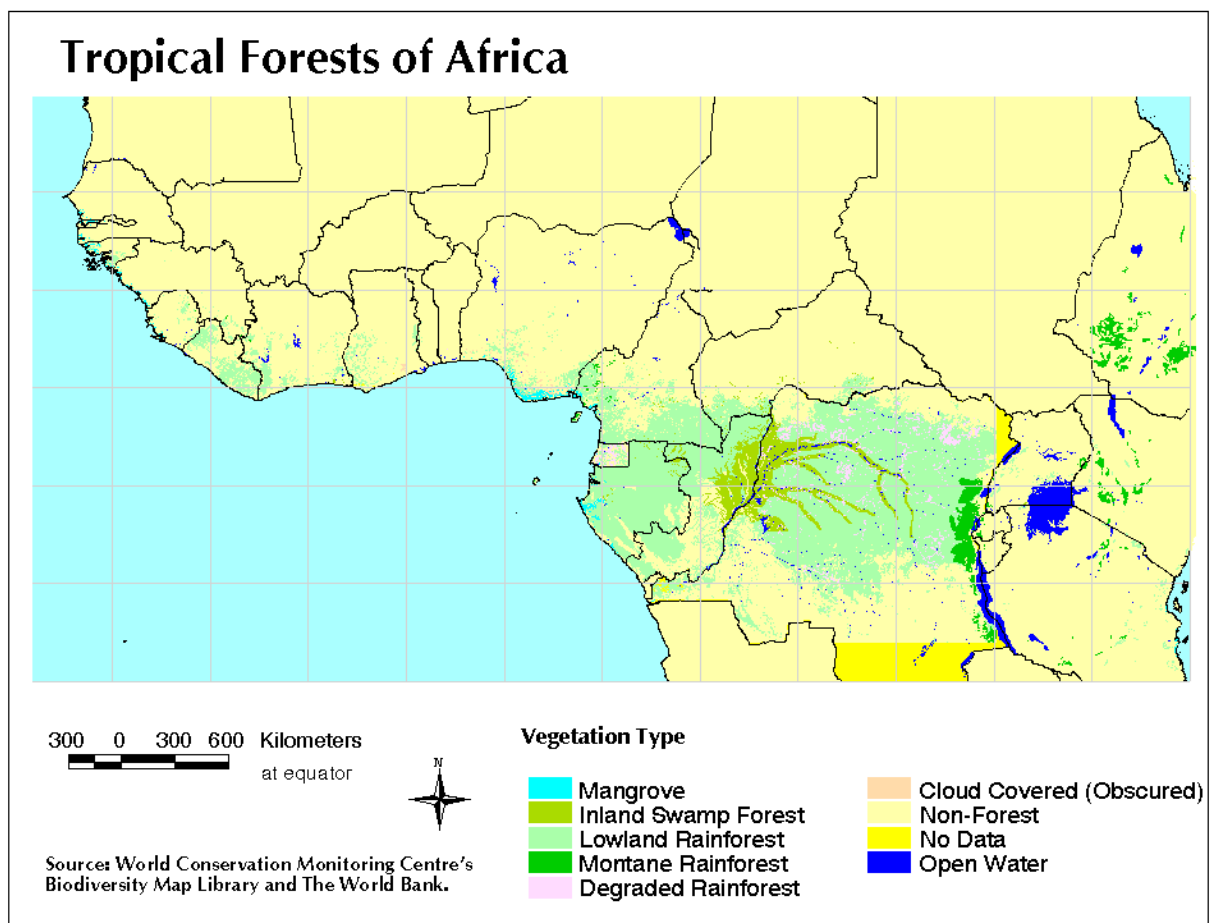 Tropical Forests of Africa
300 0 300 600 Kilometers
at equator
N
Source: World Conservation Monitoring Centre's
Biodiversity Map Library and The World Bank.
Vegetation Type
Mangrove
Inland Swamp Forest
Lowland Rainforest
Montane Rainforest
Degraded Rainforest
Cloud Covered (Obscured)
Non-Forest
No Data
Open Water